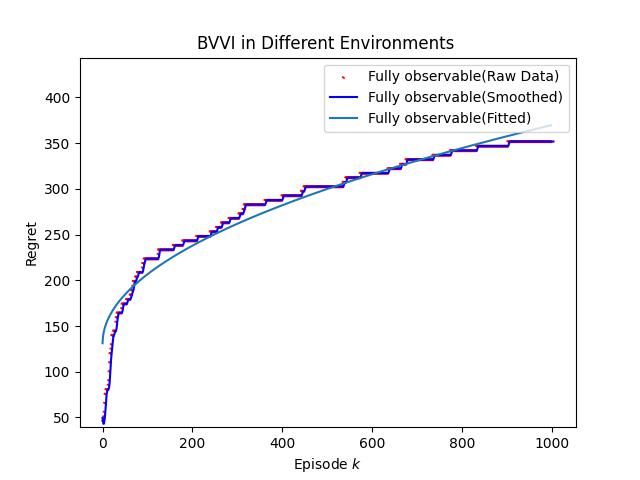 BVVI in Different Environments
Fully observable(Raw Data)
Fully observable(Smoothed)
Fully observable(Fitted)
Regret
400
350
300
250
200
150
100
50
0 200 400 600 800 1000
Episode k